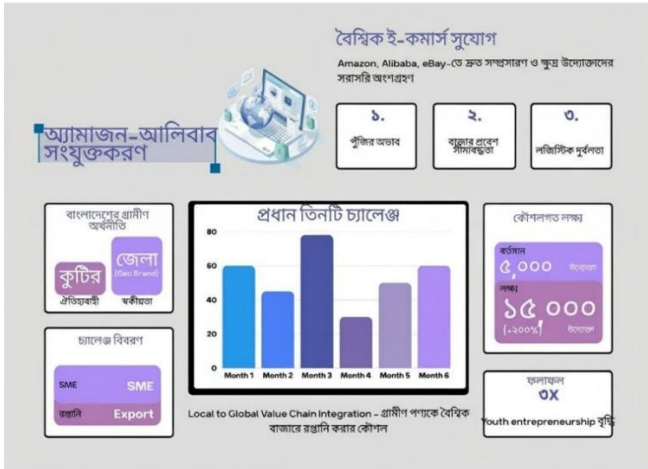 বৈশ্বিক ই-কমার্স সুযোগ
Amazon, Alibaba, eBay-তে দ্রুত সম্প্রসারণ ও ক্ষুদ্র উদ্যোক্তাদের
সরাসরি অংশগ্রহণ
অ্যামাজন-আলিবাব
সংযুক্তকরণ
১.
পুঁজির অভাব
২.
বাজার প্রবেশ
সীমাবদ্ধতা
৩.
লজিস্টিক দুর্বলতা
বাংলাদেশের গ্রামীণ
অর্থনীতি
কুটির
ঐতিহ্যবাহী
জেলা
(Geo Brand)
স্বকীয়তা
চ্যালেঞ্জ বিবরণ
SME SME
রপ্তানি Export
প্রধান তিনটি চ্যালেঞ্জ
80
60
40
20
0
Month 1 Month 2 Month 3 Month 4 Month 5 Month 6
Local to Global Value Chain Integration – গ্রামীণ পণ্যকে বৈশ্বিক
বাজারে রপ্তানি করার কৌশল
কৌশলগত লক্ষ্য
বর্তমান
৫,০০০ উদ্যোক্তা
লক্ষ্য
১৫,০০০
(+২০০%) উদ্যোক্তা
ফলাফল
৩X
Youth entrepreneurship বৃদ্ধি